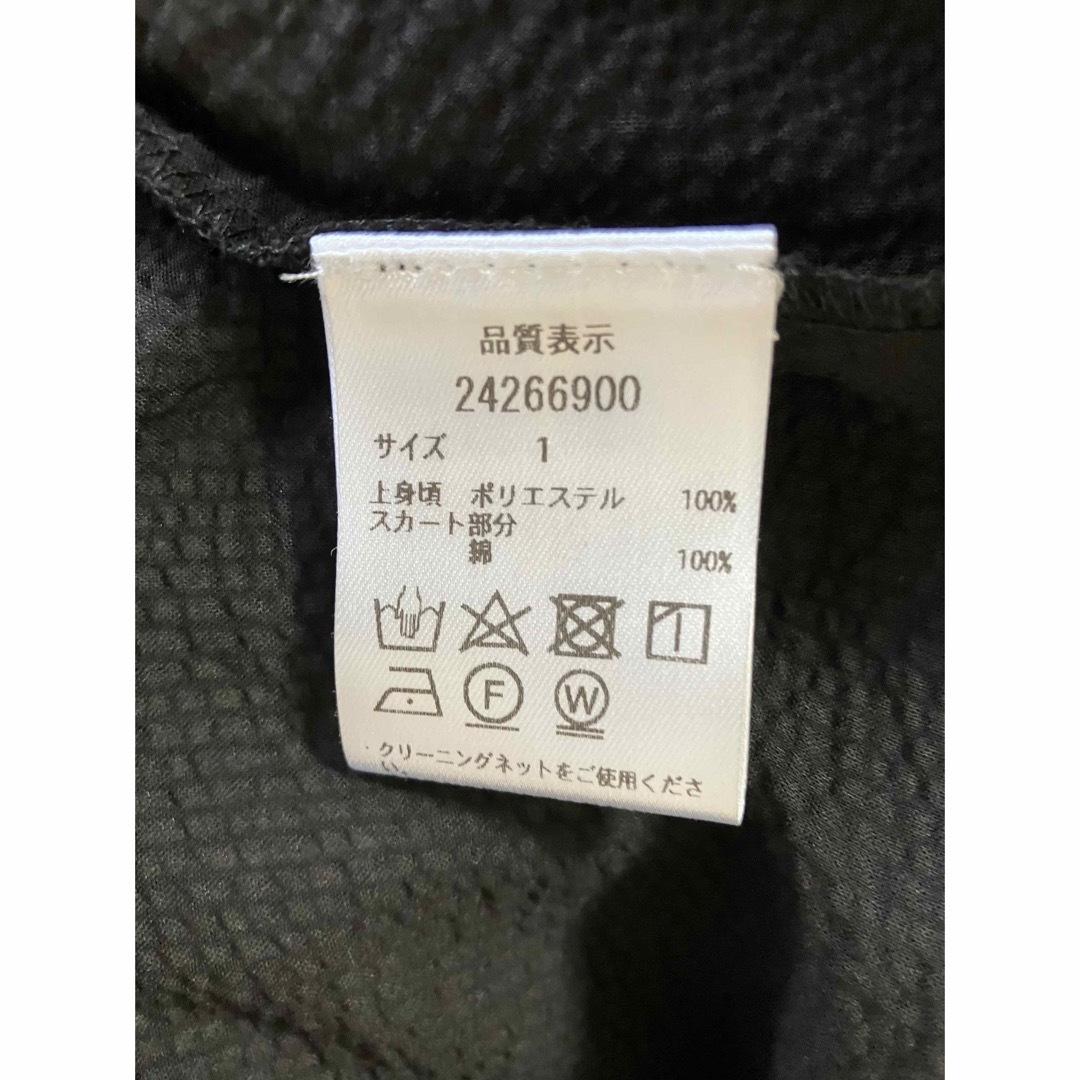 品質表示
24266900
サイズ 1
上身頃 ポリエステル 100%
スカート部分
綿 100%
F W
・クリーニングネットをご使用くださ
い。